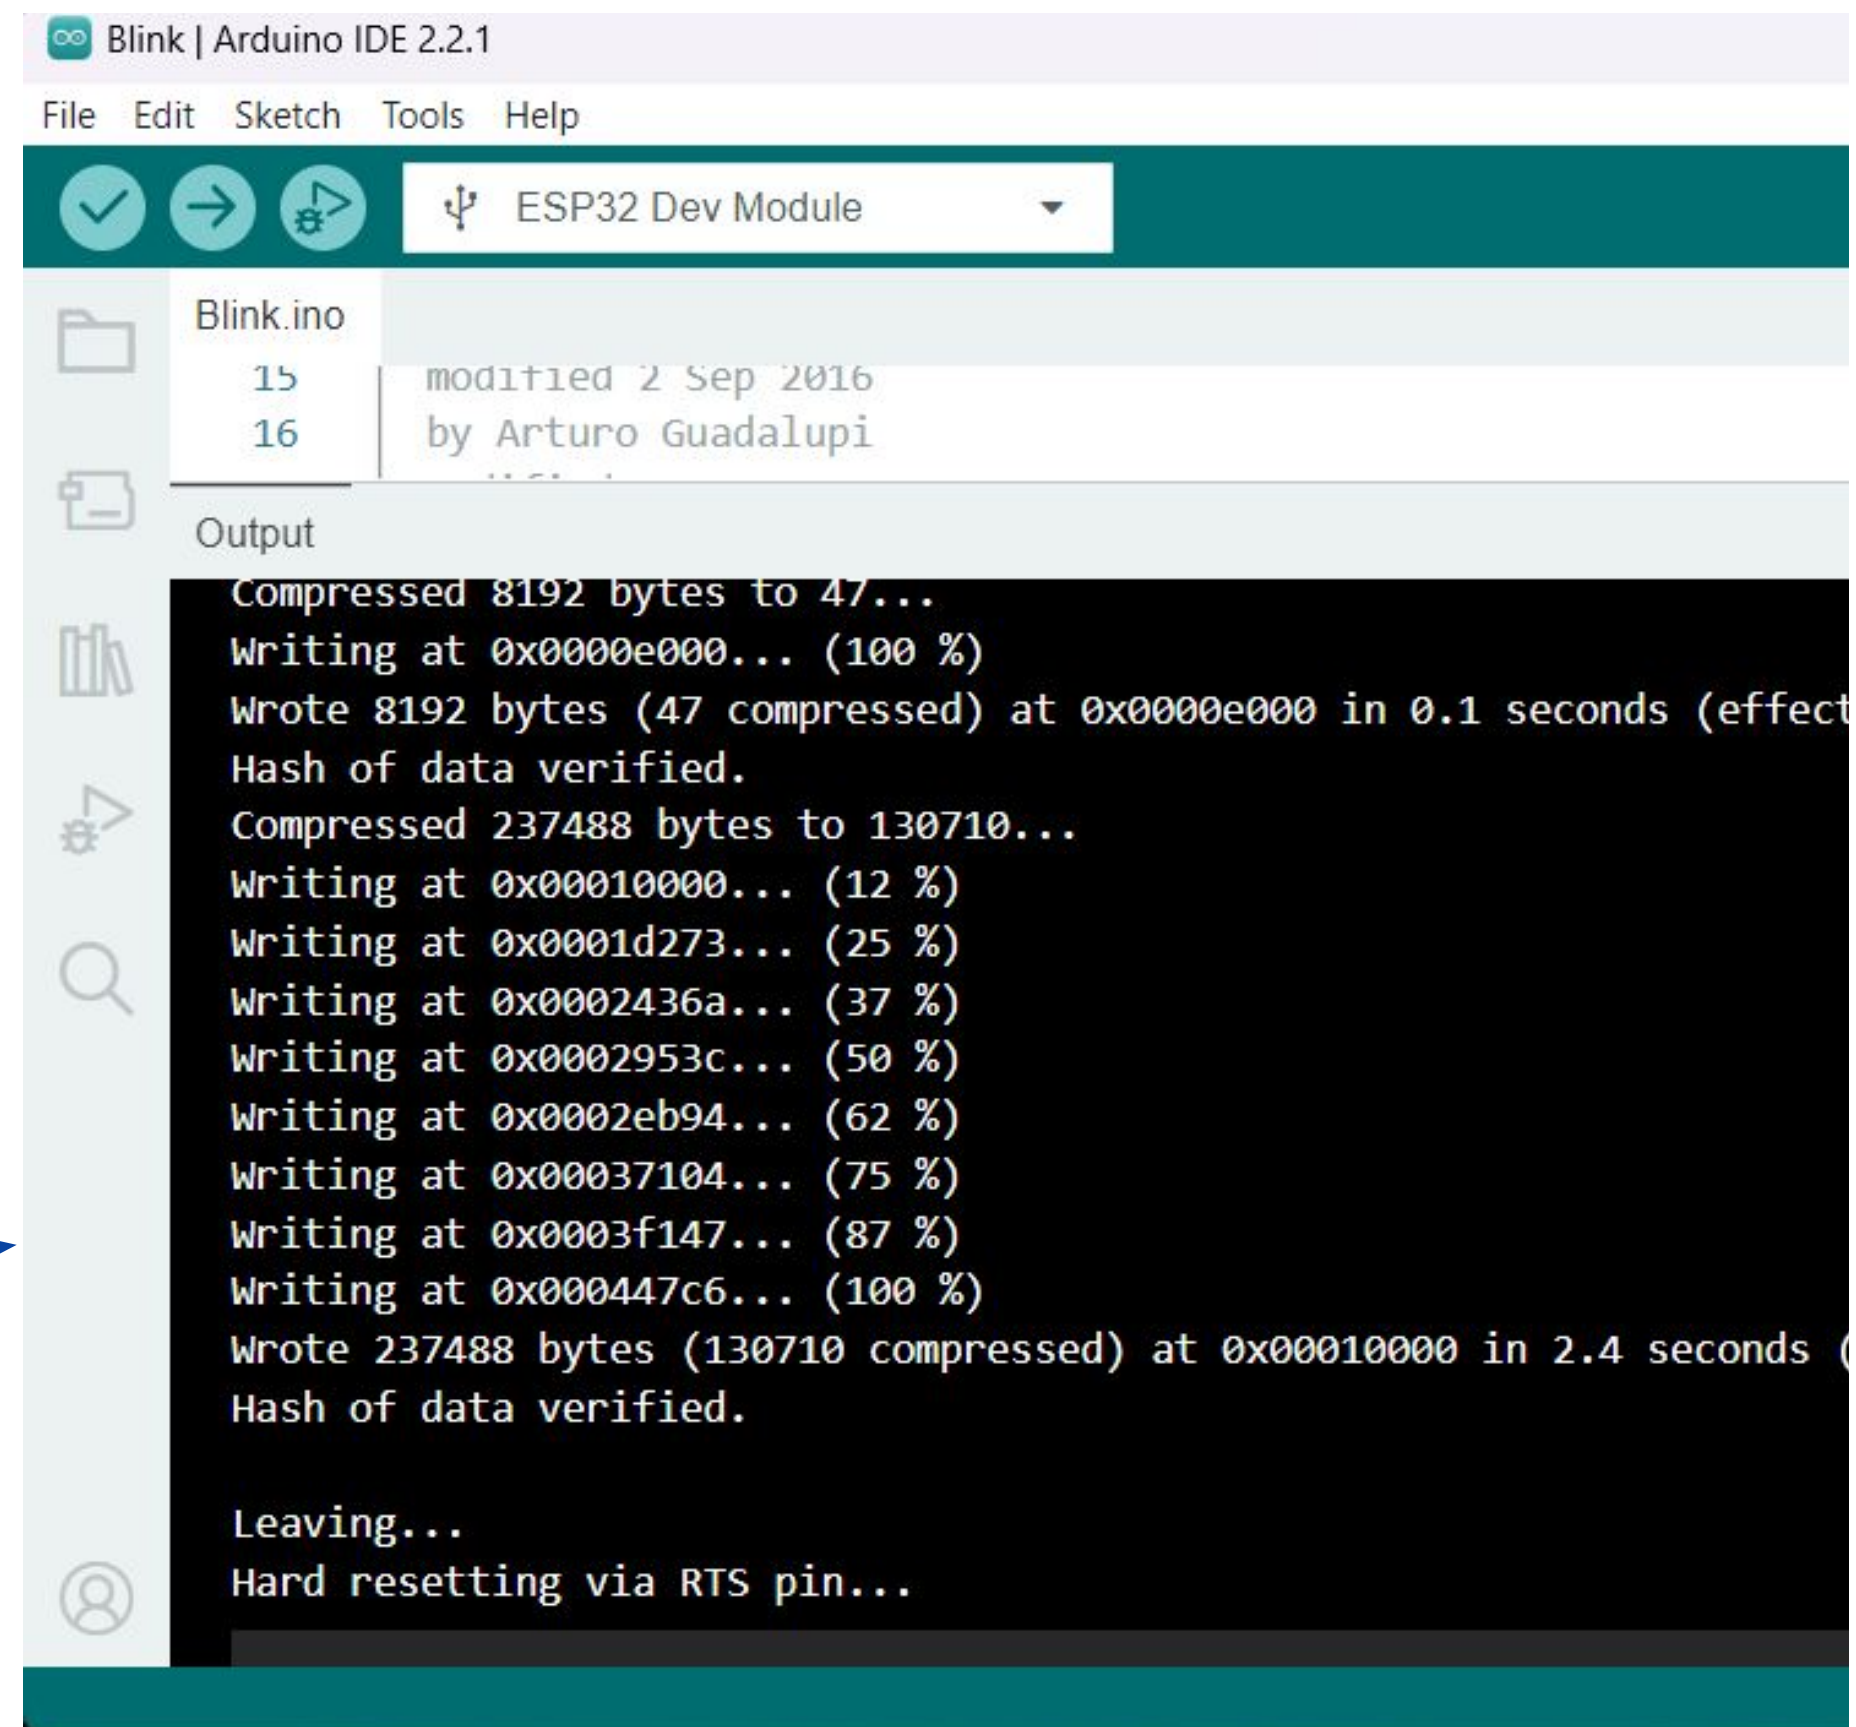 Blink | Arduino IDE 2.2.1
File Edit Sketch Tools Help
ESP32 Dev Module
Blink.ino
15 modified 2 Sep 2016
16 by Arturo Guadalupi
Output
Compressed 8192 bytes to 47...
Writing at 0x0000e000... (100 %)
Wrote 8192 bytes (47 compressed) at 0x0000e000 in 0.1 seconds (effect
Hash of data verified.
Compressed 237488 bytes to 130710...
Writing at 0x00010000... (12 %)
Writing at 0x0001d273... (25 %)
Writing at 0x0002436a... (37 %)
Writing at 0x0002953c... (50 %)
Writing at 0x0002eb94... (62 %)
Writing at 0x00037104... (75 %)
Writing at 0x0003f147... (87 %)
Writing at 0x000447c6... (100 %)
Wrote 237488 bytes (130710 compressed) at 0x00010000 in 2.4 seconds (
Hash of data verified.
Leaving...
Hard resetting via RTS pin...